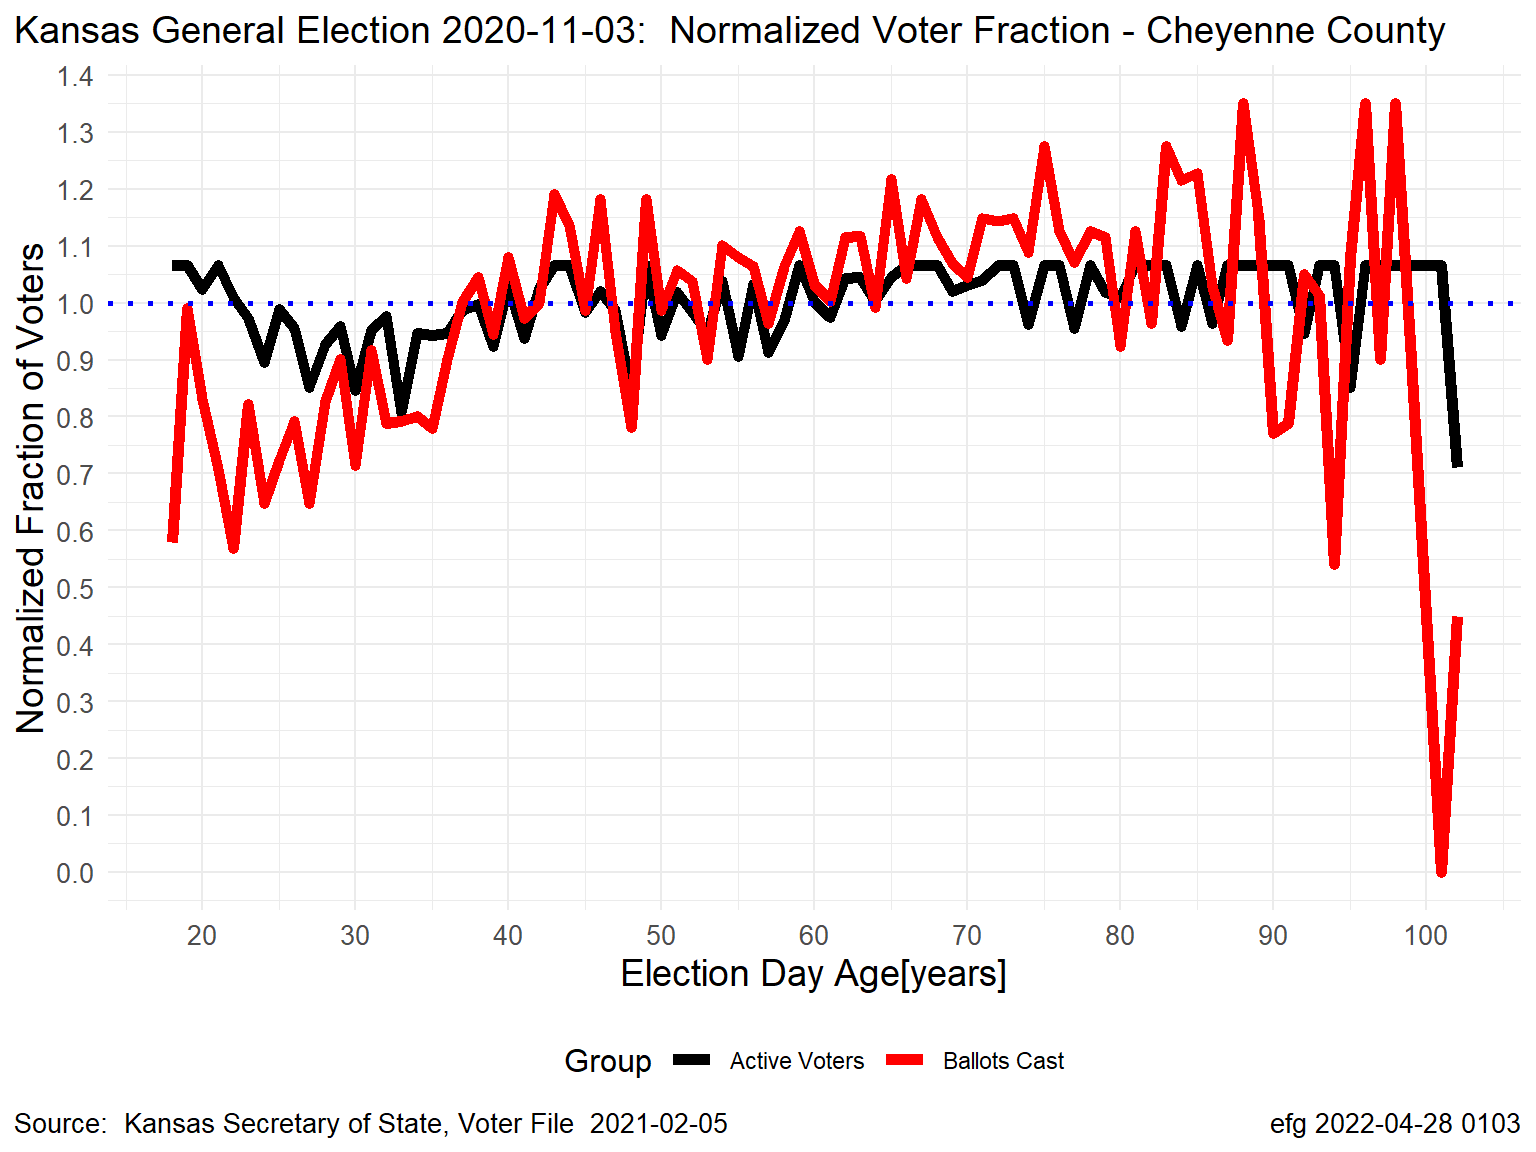 Kansas General Election 2020-11-03:  Normalized Voter Fraction - Cheyenne County
Normalized Fraction of Voters
1.4
1.3
1.2
1.1
1.0
0.9
0.8
0.7
0.6
0.5
0.4
0.3
0.2
0.1
0.0
20 30 40 50 60 70 80 90 100
Election Day Age[years]
Group Active Voters Ballots Cast
Source:  Kansas Secretary of State, Voter File  2021-02-05
efg 2022-04-28 0103